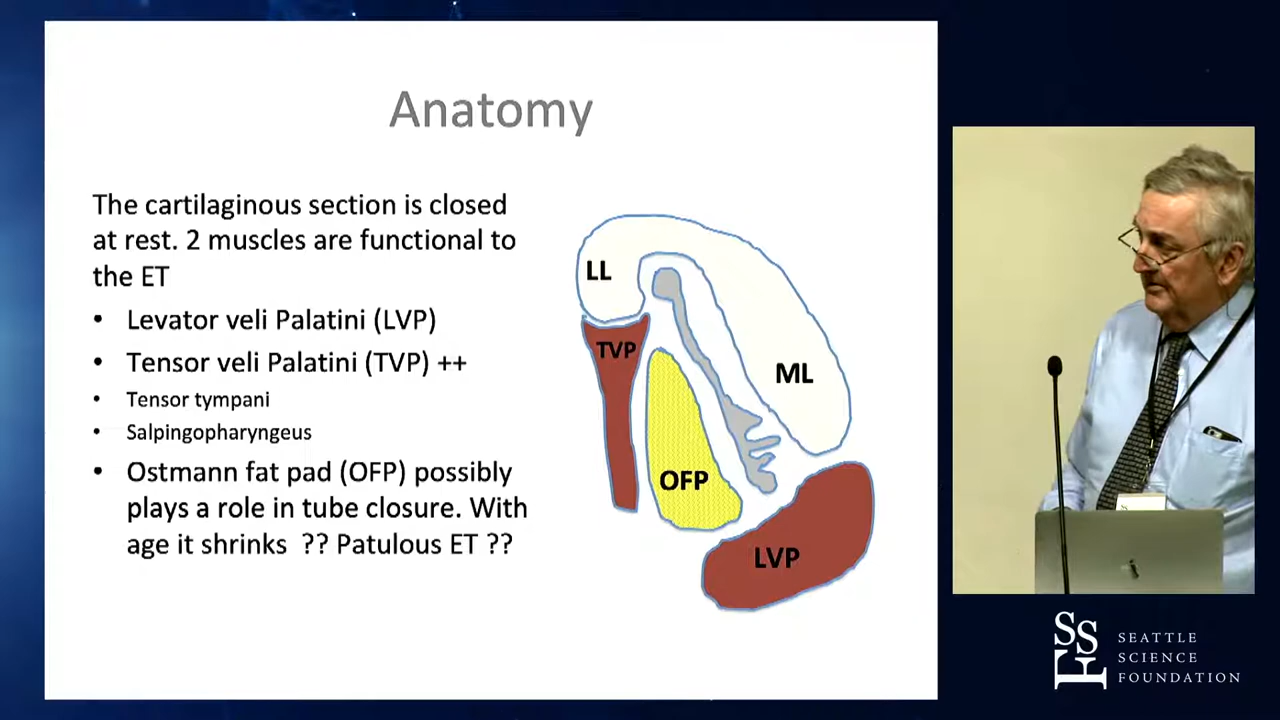 Anatomy
The cartilaginous section is closed
at rest. 2 muscles are functional to
the ET
• Levator veli Palatini (LVP)
• Tensor veli Palatini (TVP) ++
• Tensor tympani
• Salpingopharyngeus
• Ostmann fat pad (OFP) possibly
plays a role in tube closure. With
age it shrinks ?? Patulous ET ??
LL
TVP
ML
OFP
LVP
SSF
SEATTLE
SCIENCE
FOUNDATION